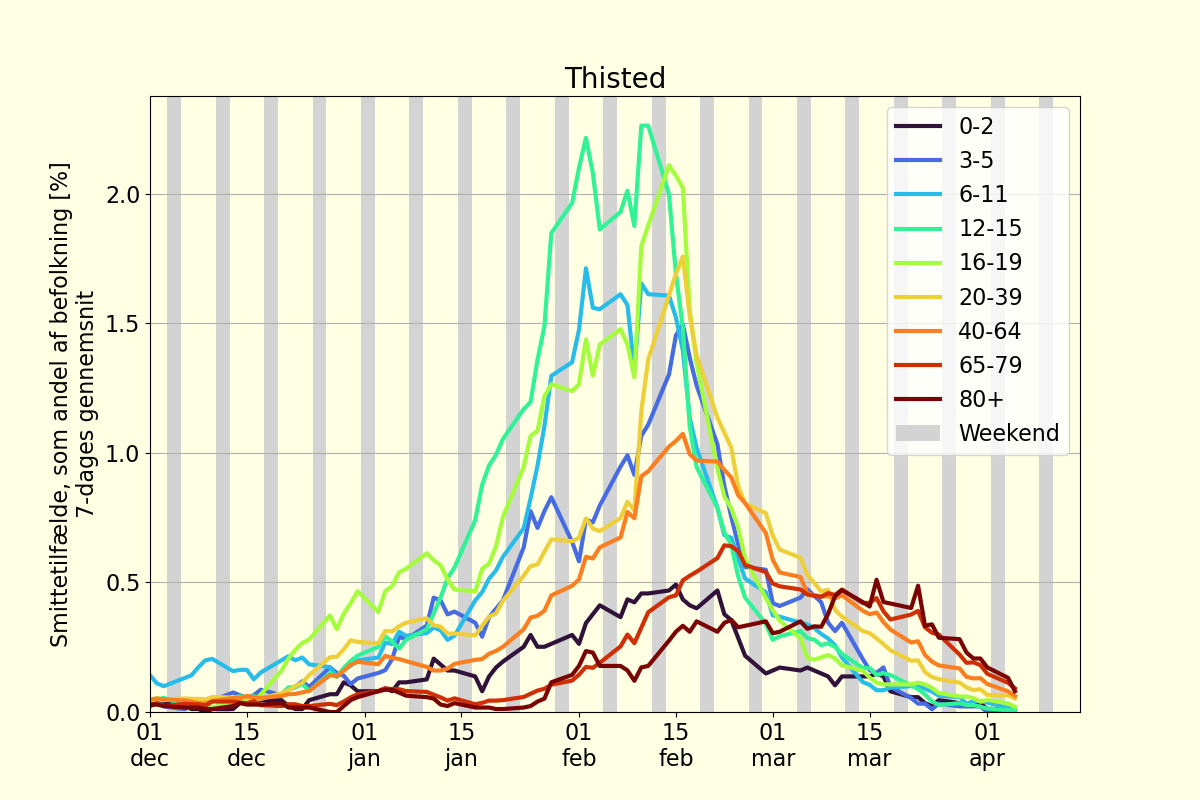 Thisted
Smittetilfælde, som andel af befolkning [%]
7-dages gennemsnit
2.0
1.5
1.0
0.5
0.0
0-2
3-5
6-11
12-15
16-19
20-39
40-64
65-79
80+
Weekend
01 15 01 15 01 15 01 15 01
dec dec jan jan feb feb mar mar apr